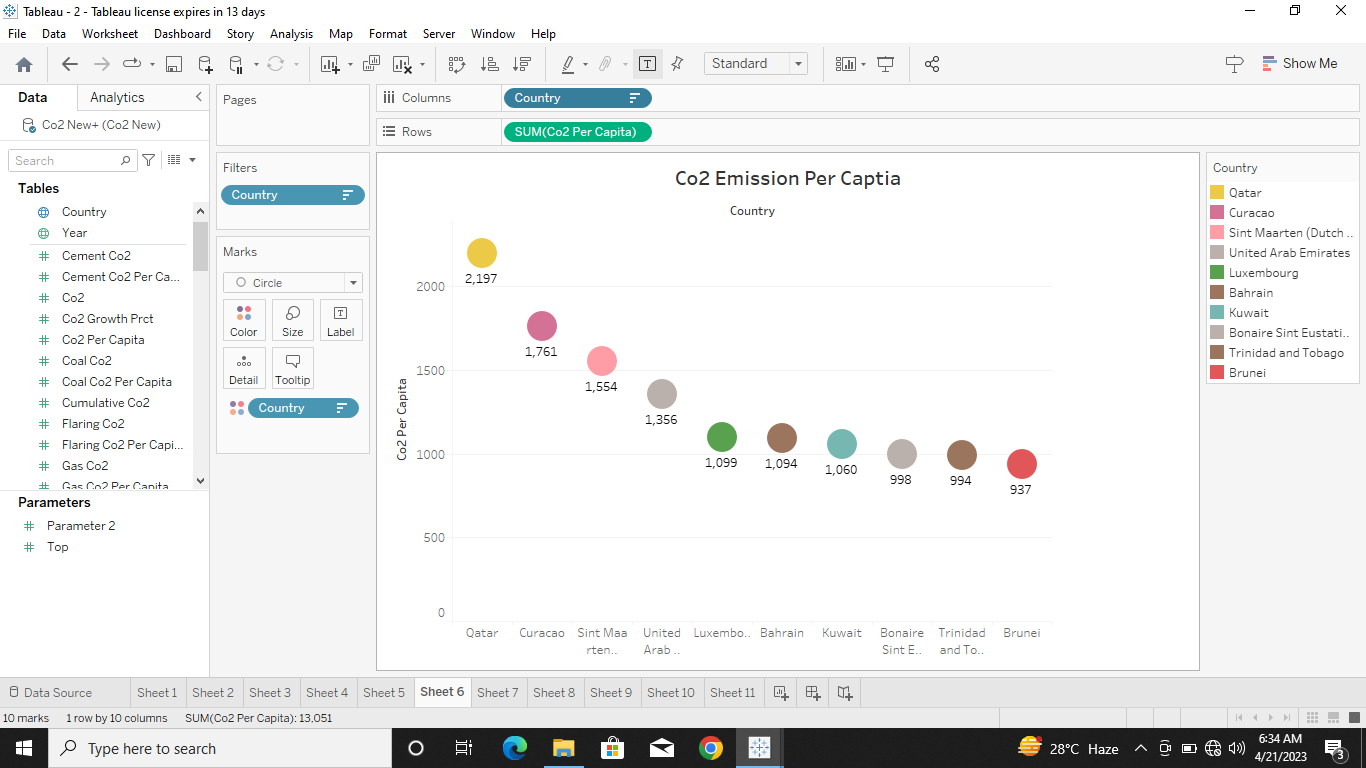 Tableau - 2 - Tableau license expires in 13 days
File Data Worksheet Dashboard Story Analysis Map Format Server Window Help
Standard
Show Me
Data Analytics
Co2 New+ (Co2 New)
Search
Tables
Country
Year
Cement Co2
Cement Co2 Per Ca...
Co2
Co2 Growth Prct
Co2 Per Capita
Coal Co2
Coal Co2 Per Capita
Cumulative Co2
Flaring Co2
Flaring Co2 Per Capi...
Gas Co2
Gas Co2 Per Capita
Parameters
Parameter 2
Top
Pages
Filters
Country
Marks
Circle
Color Size Label
Detail Tooltip
Country
Columns Country
Rows SUM(Co2 Per Capita)
Co2 Emission Per Captia
Country
Co2 Per Capita
2000
1500
1000
500
0
2,197
1,761
1,554
1,356
1,099
1,094
1,060
998
994
937
Qatar Curacao Sint Maa United Luxembo.. Bahrain Kuwait Bonaire Trinidad Brunei
rten.. Arab .. Sint E.. and To..
Country
Qatar
Curacao
Sint Maarten (Dutch ..
United Arab Emirates
Luxembourg
Bahrain
Kuwait
Bonaire Sint Eustati..
Trinidad and Tobago
Brunei
Data Source Sheet 1 Sheet 2 Sheet 3 Sheet 4 Sheet 5 Sheet 6 Sheet 7 Sheet 8 Sheet 9 Sheet 10 Sheet 11
10 marks 1 row by 10 columns SUM(Co2 Per Capita): 13,051
Type here to search
28°C Haze
6:34 AM
4/21/2023
3